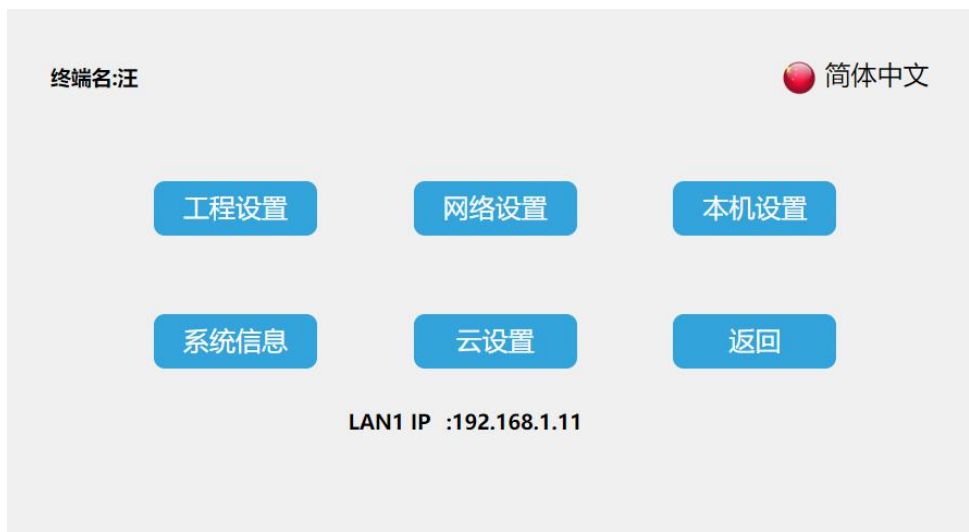 终端名:汪
简体中文
工程设置 网络设置 本机设置
系统信息 云设置 返回
LAN1 IP :192.168.1.11